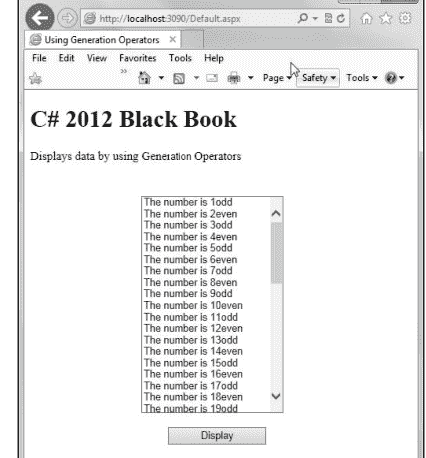 http://localhost:3090/Default.aspx
Using Generation Operators
File Edit View Favorites Tools Help
Page Safety Tools
C# 2012 Black Book
Displays data by using Generation Operators
The number is 1odd
The number is 2even
The number is 3odd
The number is 4even
The number is 5odd
The number is 6even
The number is 7odd
The number is 8even
The number is 9odd
The number is 10even
The number is 11odd
The number is 12even
The number is 13odd
The number is 14even
The number is 15odd
The number is 16even
The number is 17odd
The number is 18even
The number is 19odd
Display